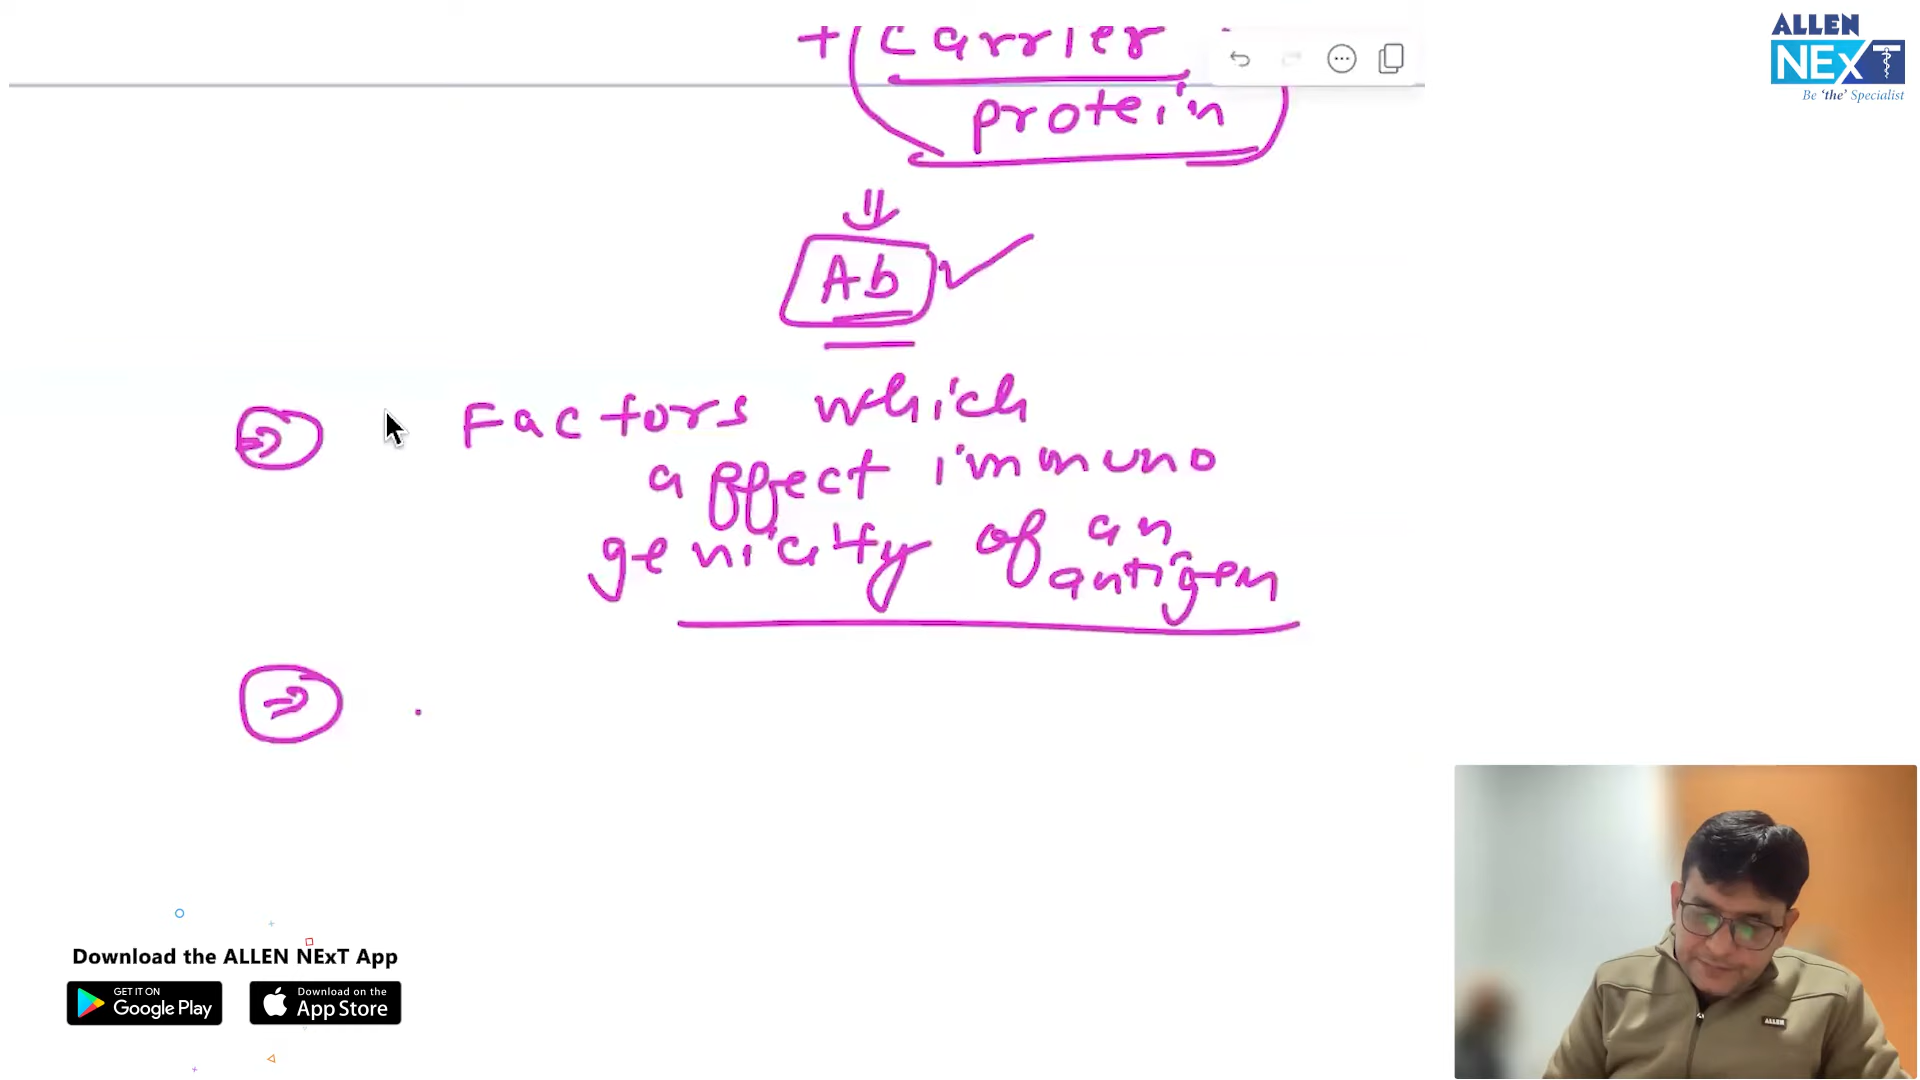 + Carrier
protein
Ab
Factors which
affect immuno
genicity of an
antigen
ALLEN
NExT
Be 'the' Specialist
Download the ALLEN NExT App
GET IT ON
Google Play
Download on the
App Store
ALLEN